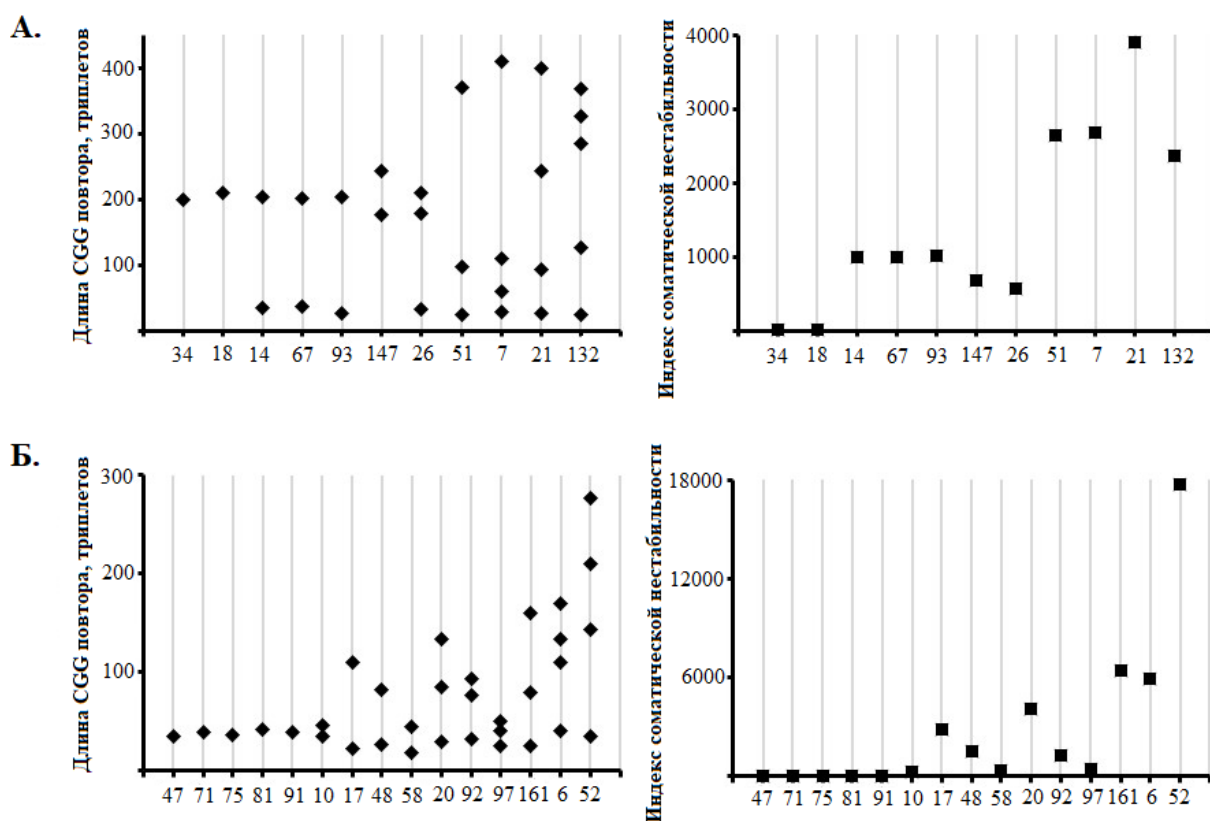 А.
Длина CGG повтора, триплетов
400
300
200
100
34 18 14 67 93 147 26 51 7 21 132
Индекс соматической нестабильности
4000
3000
2000
1000
34 18 14 67 93 147 26 51 7 21 132
Б.
Длина CGG повтора, триплетов
300
200
100
47 71 75 81 91 10 17 48 58 20 92 97 161 6 52
Индекс соматической нестабильности
18000
12000
6000
47 71 75 81 91 10 17 48 58 20 92 97 161 6 52